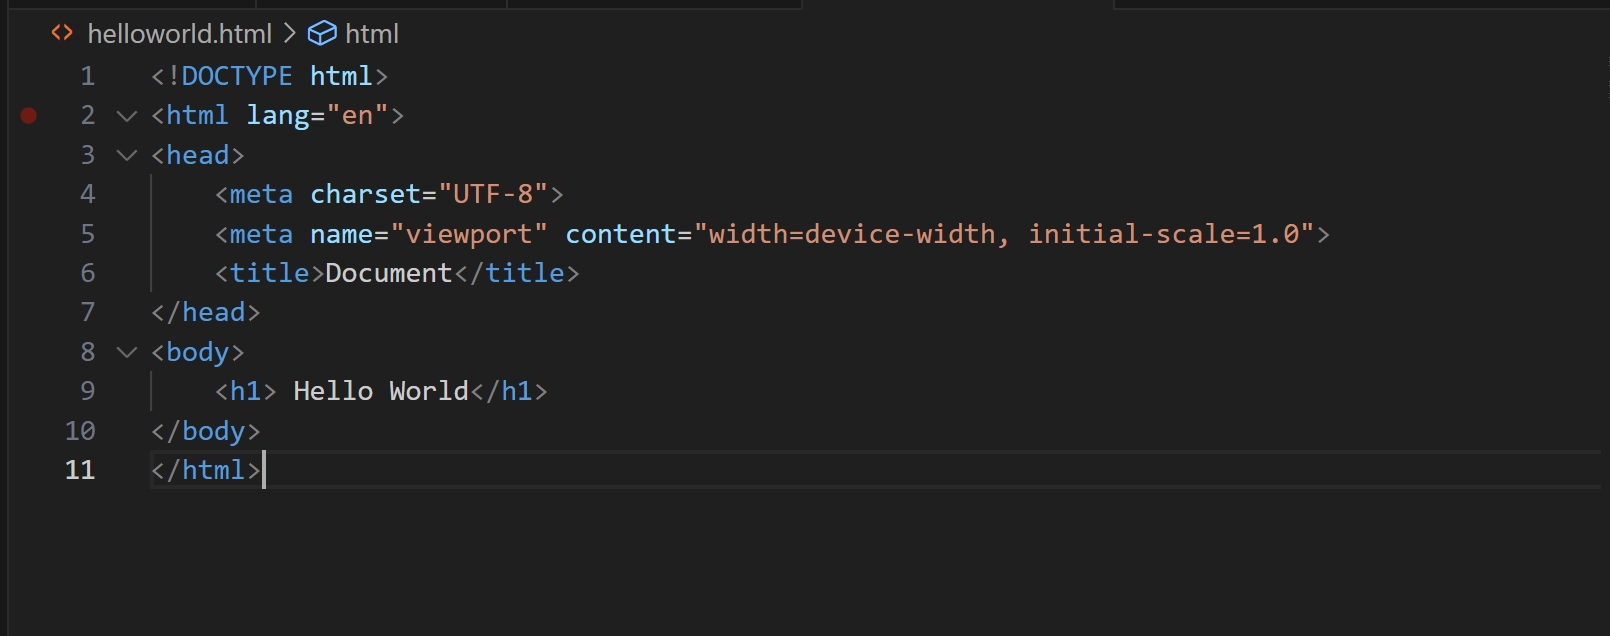 <> helloworld.html > html
1 <!DOCTYPE html>
2 <html lang="en">
3 <head>
4     <meta charset="UTF-8">
5     <meta name="viewport" content="width=device-width, initial-scale=1.0">
6     <title>Document</title>
7 </head>
8 <body>
9     <h1> Hello World</h1>
10 </body>
11 </html>